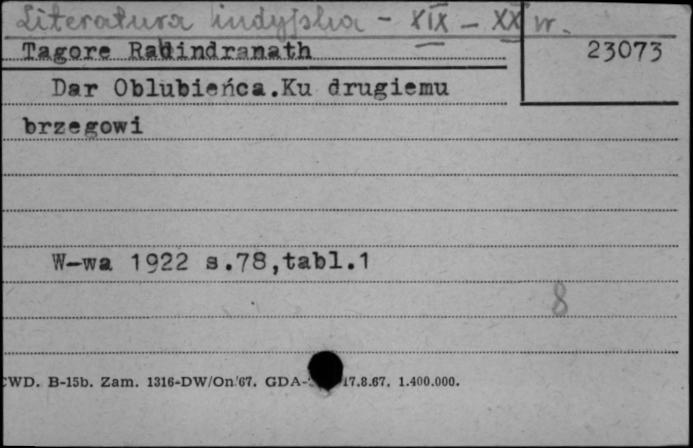 Literatura indyjska - XIX - XX w.
Tagore Rabindranath
23073
Dar Oblubieńca.Ku drugiemu
brzegowi
W-wa 1922 s.78,tabl.1
8
CWD. B-15b. Zam. 1316-DW/On/67. GDA- 17.8.67. 1.400.000.